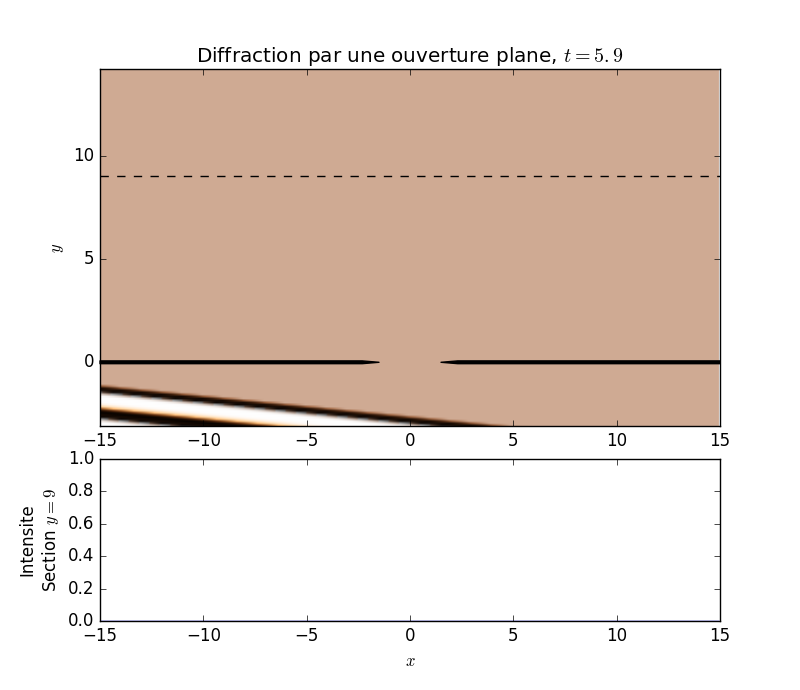 Diffraction par une ouverture plane, t = 5.9
10
5
0
y
−15 −10 −5 0 5 10 15
1.0
0.8
0.6
0.4
0.2
0.0
Intensite
Section y = 9
−15 −10 −5 0 5 10 15
x